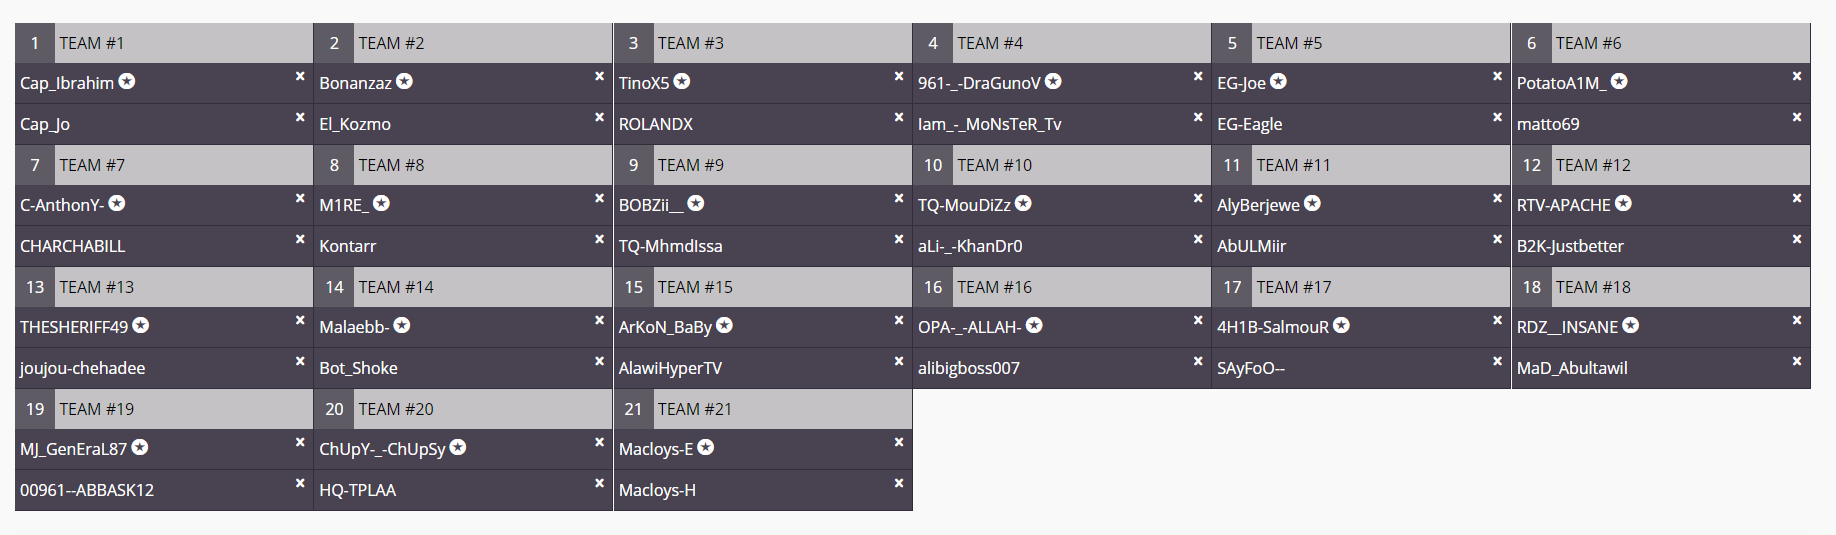 1 TEAM #1
Cap_Ibrahim
Cap_Jo
2 TEAM #2
Bonanzaz
El_Kozmo
3 TEAM #3
TinoX5
ROLANDX
4 TEAM #4
961-_-DraGunoV
Iam_-_MoNsTeR_Tv
5 TEAM #5
EG-Joe
EG-Eagle
6 TEAM #6
PotatoA1M_
matto69
7 TEAM #7
C-AnthonY-
CHARCHABILL
8 TEAM #8
M1RE_
Kontarr
9 TEAM #9
BOBZii__
TQ-MhmdIssa
10 TEAM #10
TQ-MouDiZz
aLi-_-KhanDr0
11 TEAM #11
AlyBerjewe
AbULMiir
12 TEAM #12
RTV-APACHE
B2K-Justbetter
13 TEAM #13
THESHERIFF49
joujou-chehadee
14 TEAM #14
Malaebb-
Bot_Shoke
15 TEAM #15
ArKoN_BaBy
AlawiHyperTV
16 TEAM #16
OPA-_-ALLAH-
alibigboss007
17 TEAM #17
4H1B-SalmouR
SAyFoO--
18 TEAM #18
RDZ__INSANE
MaD_Abultawil
19 TEAM #19
MJ_GenEraL87
00961--ABBASK12
20 TEAM #20
ChUpY-_-ChUpSy
HQ-TPLAA
21 TEAM #21
Macloys-E
Macloys-H